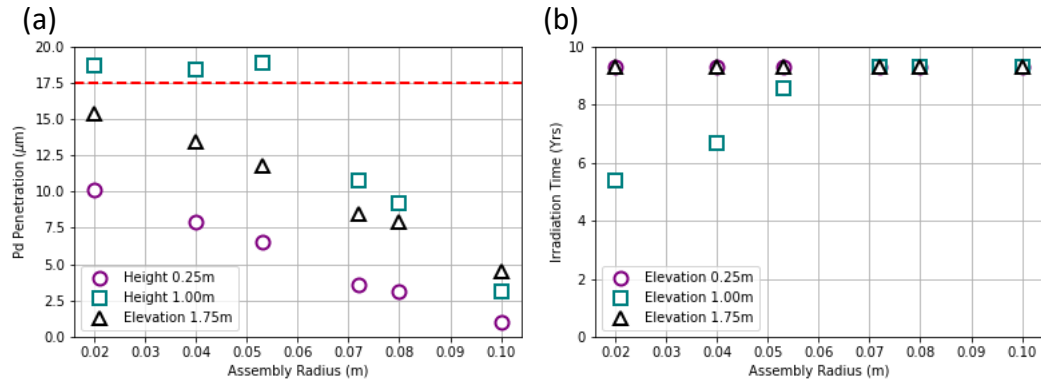 (a)
20.0
17.5
15.0
12.5
10.0
7.5
5.0
2.5
0.0
Pd Penetration (μm)
Height 0.25m
Height 1.00m
Elevation 1.75m
0.02 0.03 0.04 0.05 0.06 0.07 0.08 0.09 0.10
Assembly Radius (m)
(b)
10
8
6
4
2
0
Irradiation Time (Yrs)
Elevation 0.25m
Elevation 1.00m
Elevation 1.75m
0.02 0.03 0.04 0.05 0.06 0.07 0.08 0.09 0.10
Assembly Radius (m)